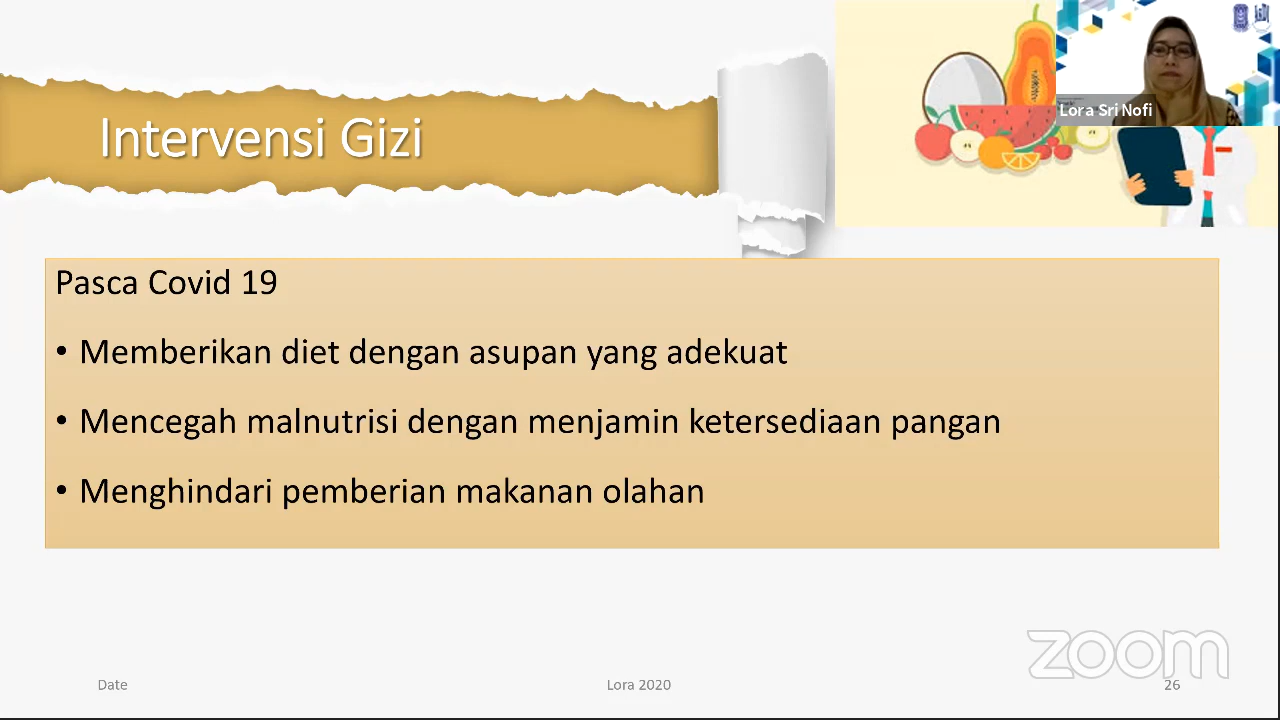 Intervensi Gizi
Lora Sri Nofi
Pasca Covid 19
• Memberikan diet dengan asupan yang adekuat
• Mencegah malnutrisi dengan menjamin ketersediaan pangan
• Menghindari pemberian makanan olahan
zoom
Date
Lora 2020
26